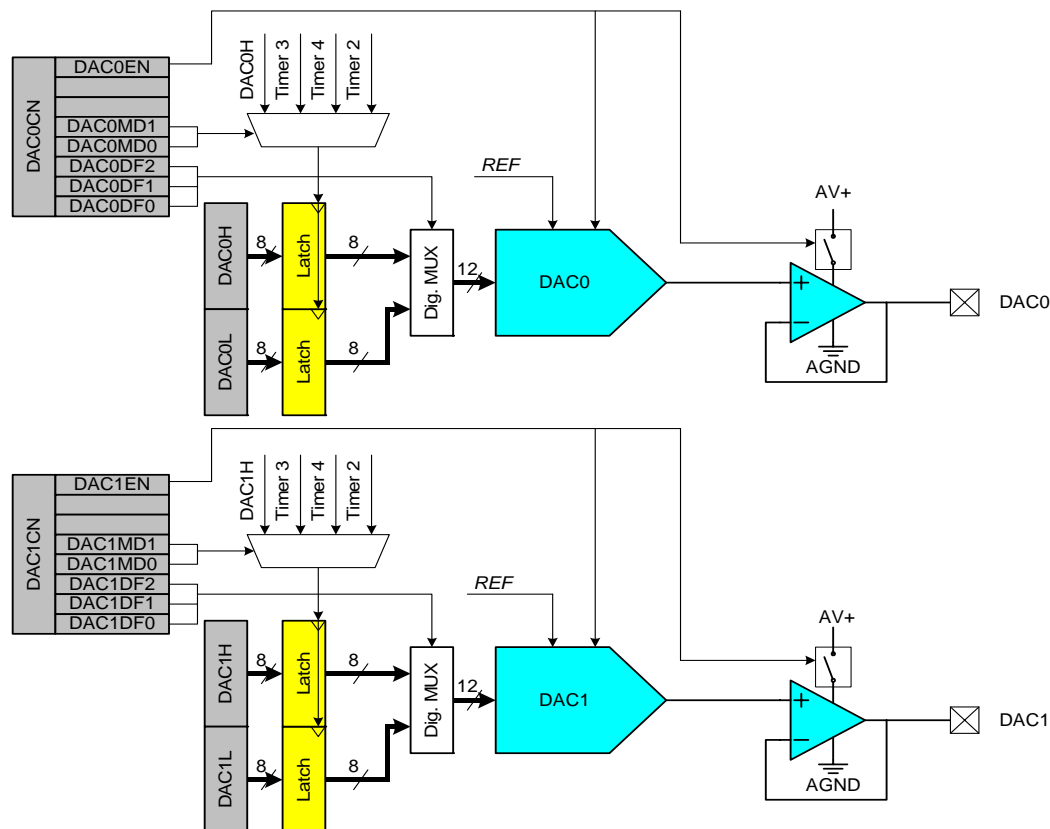 DAC0EN
DAC0CN
DAC0MD1
DAC0MD0
DAC0DF2
DAC0DF1
DAC0DF0
DAC0H
Timer 3
Timer 4
Timer 2
REF
AV+
DAC0H
8
Latch
8
Dig. MUX
12
DAC0
+
−
AGND
DAC0
DAC0L
8
Latch
8
DAC1EN
DAC1CN
DAC1MD1
DAC1MD0
DAC1DF2
DAC1DF1
DAC1DF0
DAC1H
Timer 3
Timer 4
Timer 2
REF
AV+
DAC1H
8
Latch
8
Dig. MUX
12
DAC1
+
−
AGND
DAC1
DAC1L
8
Latch
8